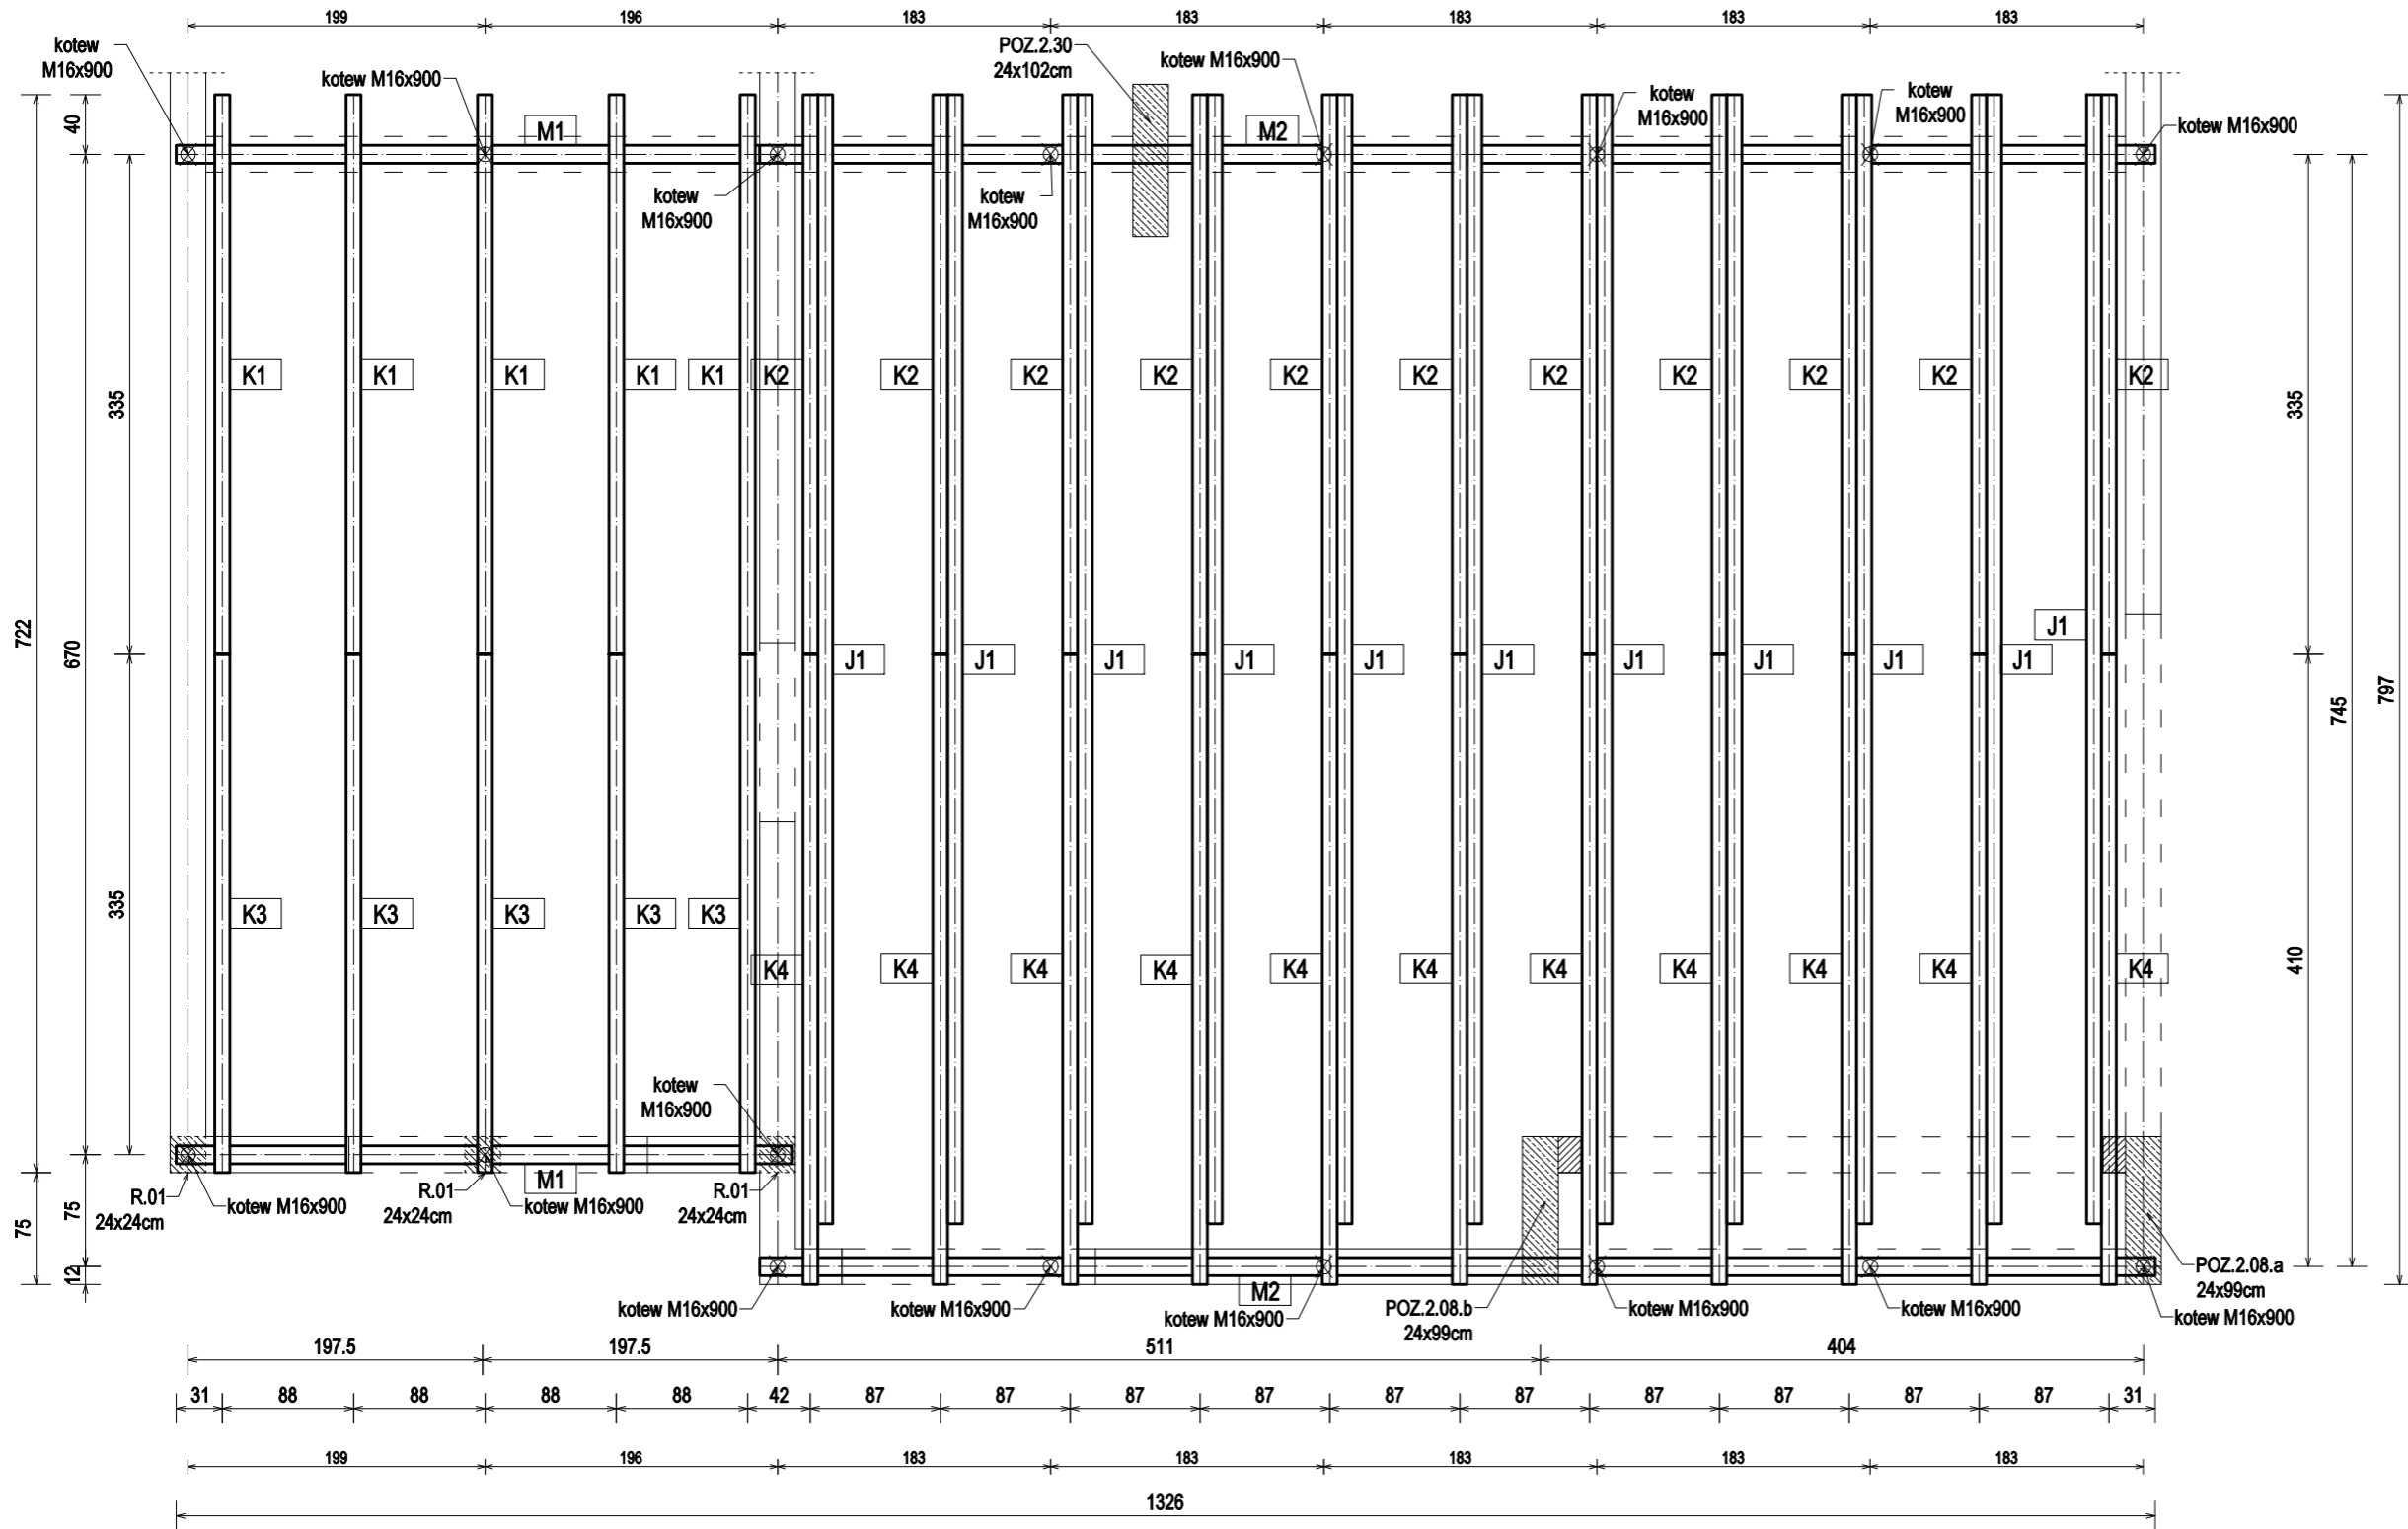 199 196 183 183 183 183 183
kotew
M16x900
kotew M16x900
POZ.2.30
24x102cm
kotew M16x900
kotew
M16x900
kotew
M16x900
kotew M16x900
40
M1
M2
kotew
M16x900
kotew
M16x900
K1 K1 K1 K1 K1 K2 K2 K2 K2 K2 K2 K2 K2 K2 K2 K2
335
335
722
670
J1
J1 J1 J1 J1 J1 J1 J1 J1 J1 J1
797
745
335
410
K3 K3 K3 K3 K3
K4 K4 K4 K4 K4 K4 K4 K4 K4 K4 K4
kotew
M16x900
R.01
24x24cm
kotew M16x900
R.01
24x24cm
M1
kotew M16x900
R.01
24x24cm
75
75
12
M2
POZ.2.08.a
24x99cm
kotew M16x900
kotew M16x900
kotew M16x900
kotew M16x900
POZ.2.08.b
24x99cm
kotew M16x900
kotew M16x900
197.5 197.5 511 404
31 88 88 88 88 42 87 87 87 87 87 87 87 87 87 87 31
199 196 183 183 183 183 183
1326